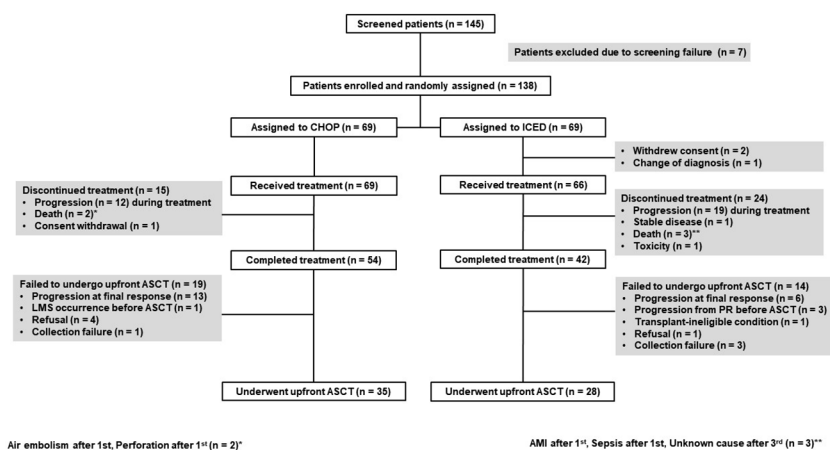 Screened patients (n = 145)
Patients excluded due to screening failure (n = 7)
Patients enrolled and randomly assigned (n = 138)
Assigned to CHOP (n = 69)
Assigned to ICED (n = 69)
• Withdrew consent (n = 2)
• Change of diagnosis (n = 1)
Received treatment (n = 69)
Received treatment (n = 66)
Discontinued treatment (n = 15)
• Progression (n = 12) during treatment
• Death (n = 2)*
• Consent withdrawal (n = 1)
Discontinued treatment (n = 24)
• Progression (n = 19) during treatment
• Stable disease (n = 1)
• Death (n = 3)**
• Toxicity (n = 1)
Completed treatment (n = 54)
Completed treatment (n = 42)
Failed to undergo upfront ASCT (n = 19)
• Progression at final response (n = 13)
• LMS occurrence before ASCT (n = 1)
• Refusal (n = 4)
• Collection failure (n = 1)
Failed to undergo upfront ASCT (n = 14)
• Progression at final response (n = 6)
• Progression from PR before ASCT (n = 3)
• Transplant-ineligible condition (n = 1)
• Refusal (n = 1)
• Collection failure (n = 3)
Underwent upfront ASCT (n = 35)
Underwent upfront ASCT (n = 28)
Air embolism after 1st, Perforation after 1st (n = 2)*
AMI after 1st, Sepsis after 1st, Unknown cause after 3rd (n = 3)**